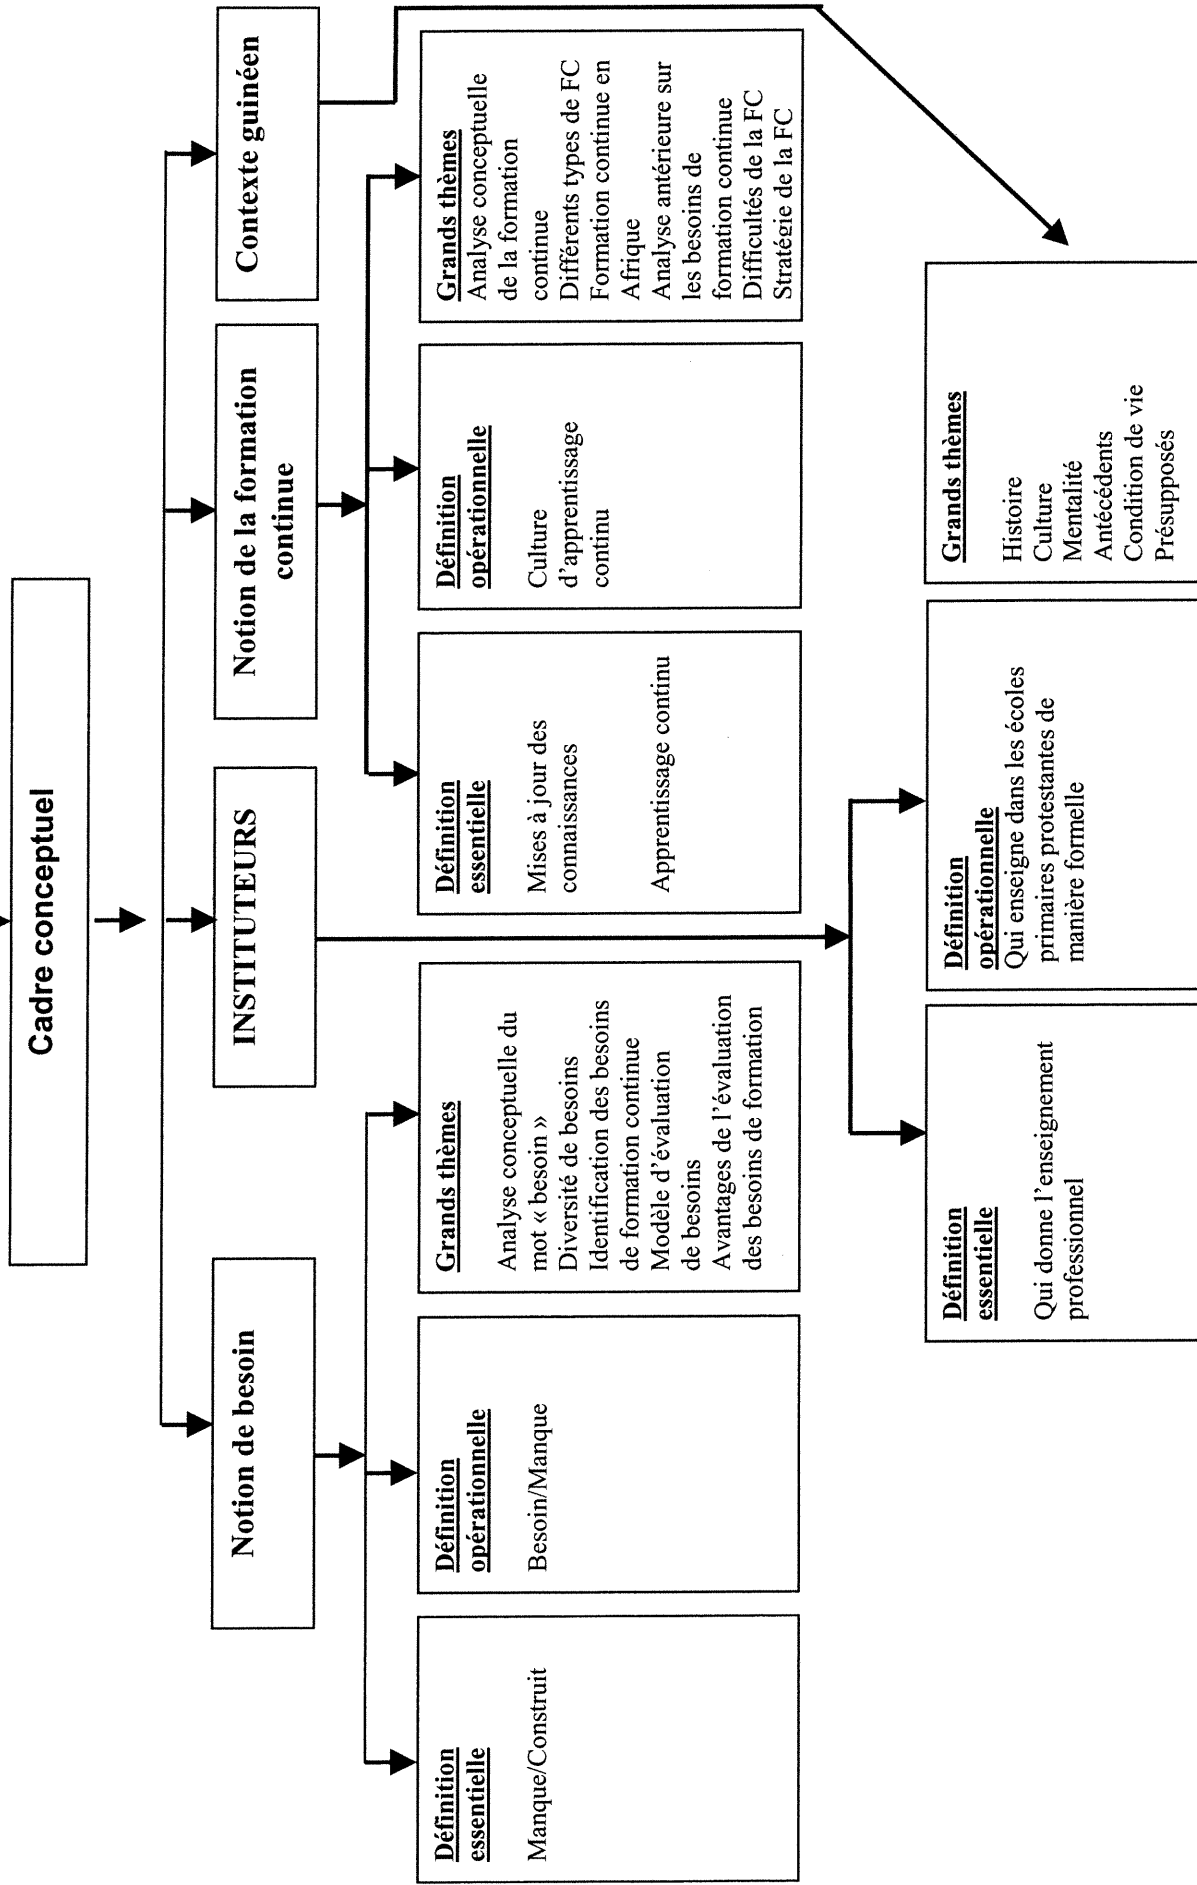 Cadre conceptuel
Notion de besoin
INSTITUTEURS
Notion de la formation
continue
Contexte guinéen
Définition
essentielle
Manque/Construit
Définition
opérationnelle
Besoin/Manque
Grands thèmes
Analyse conceptuelle du
mot « besoin »
Diversité de besoins
Identification des besoins
de formation continue
Modèle d'évaluation
de besoins
Avantages de l'évaluation
des besoins de formation
Définition
essentielle
Mises à jour des
connaissances
Apprentissage continu
Définition
opérationnelle
Culture
d'apprentissage
continu
Grands thèmes
Analyse conceptuelle
de la formation
continue
Différents types de FC
Formation continue en
Afrique
Analyse antérieure sur
les besoins de
formation continue
Difficultés de la FC
Stratégie de la FC
Définition
essentielle
Qui donne l'enseignement
professionnel
Définition
opérationnelle
Qui enseigne dans les écoles
primaires protestantes de
manière formelle
Grands thèmes
Histoire
Culture
Mentalité
Antécédents
Condition de vie
Présupposés